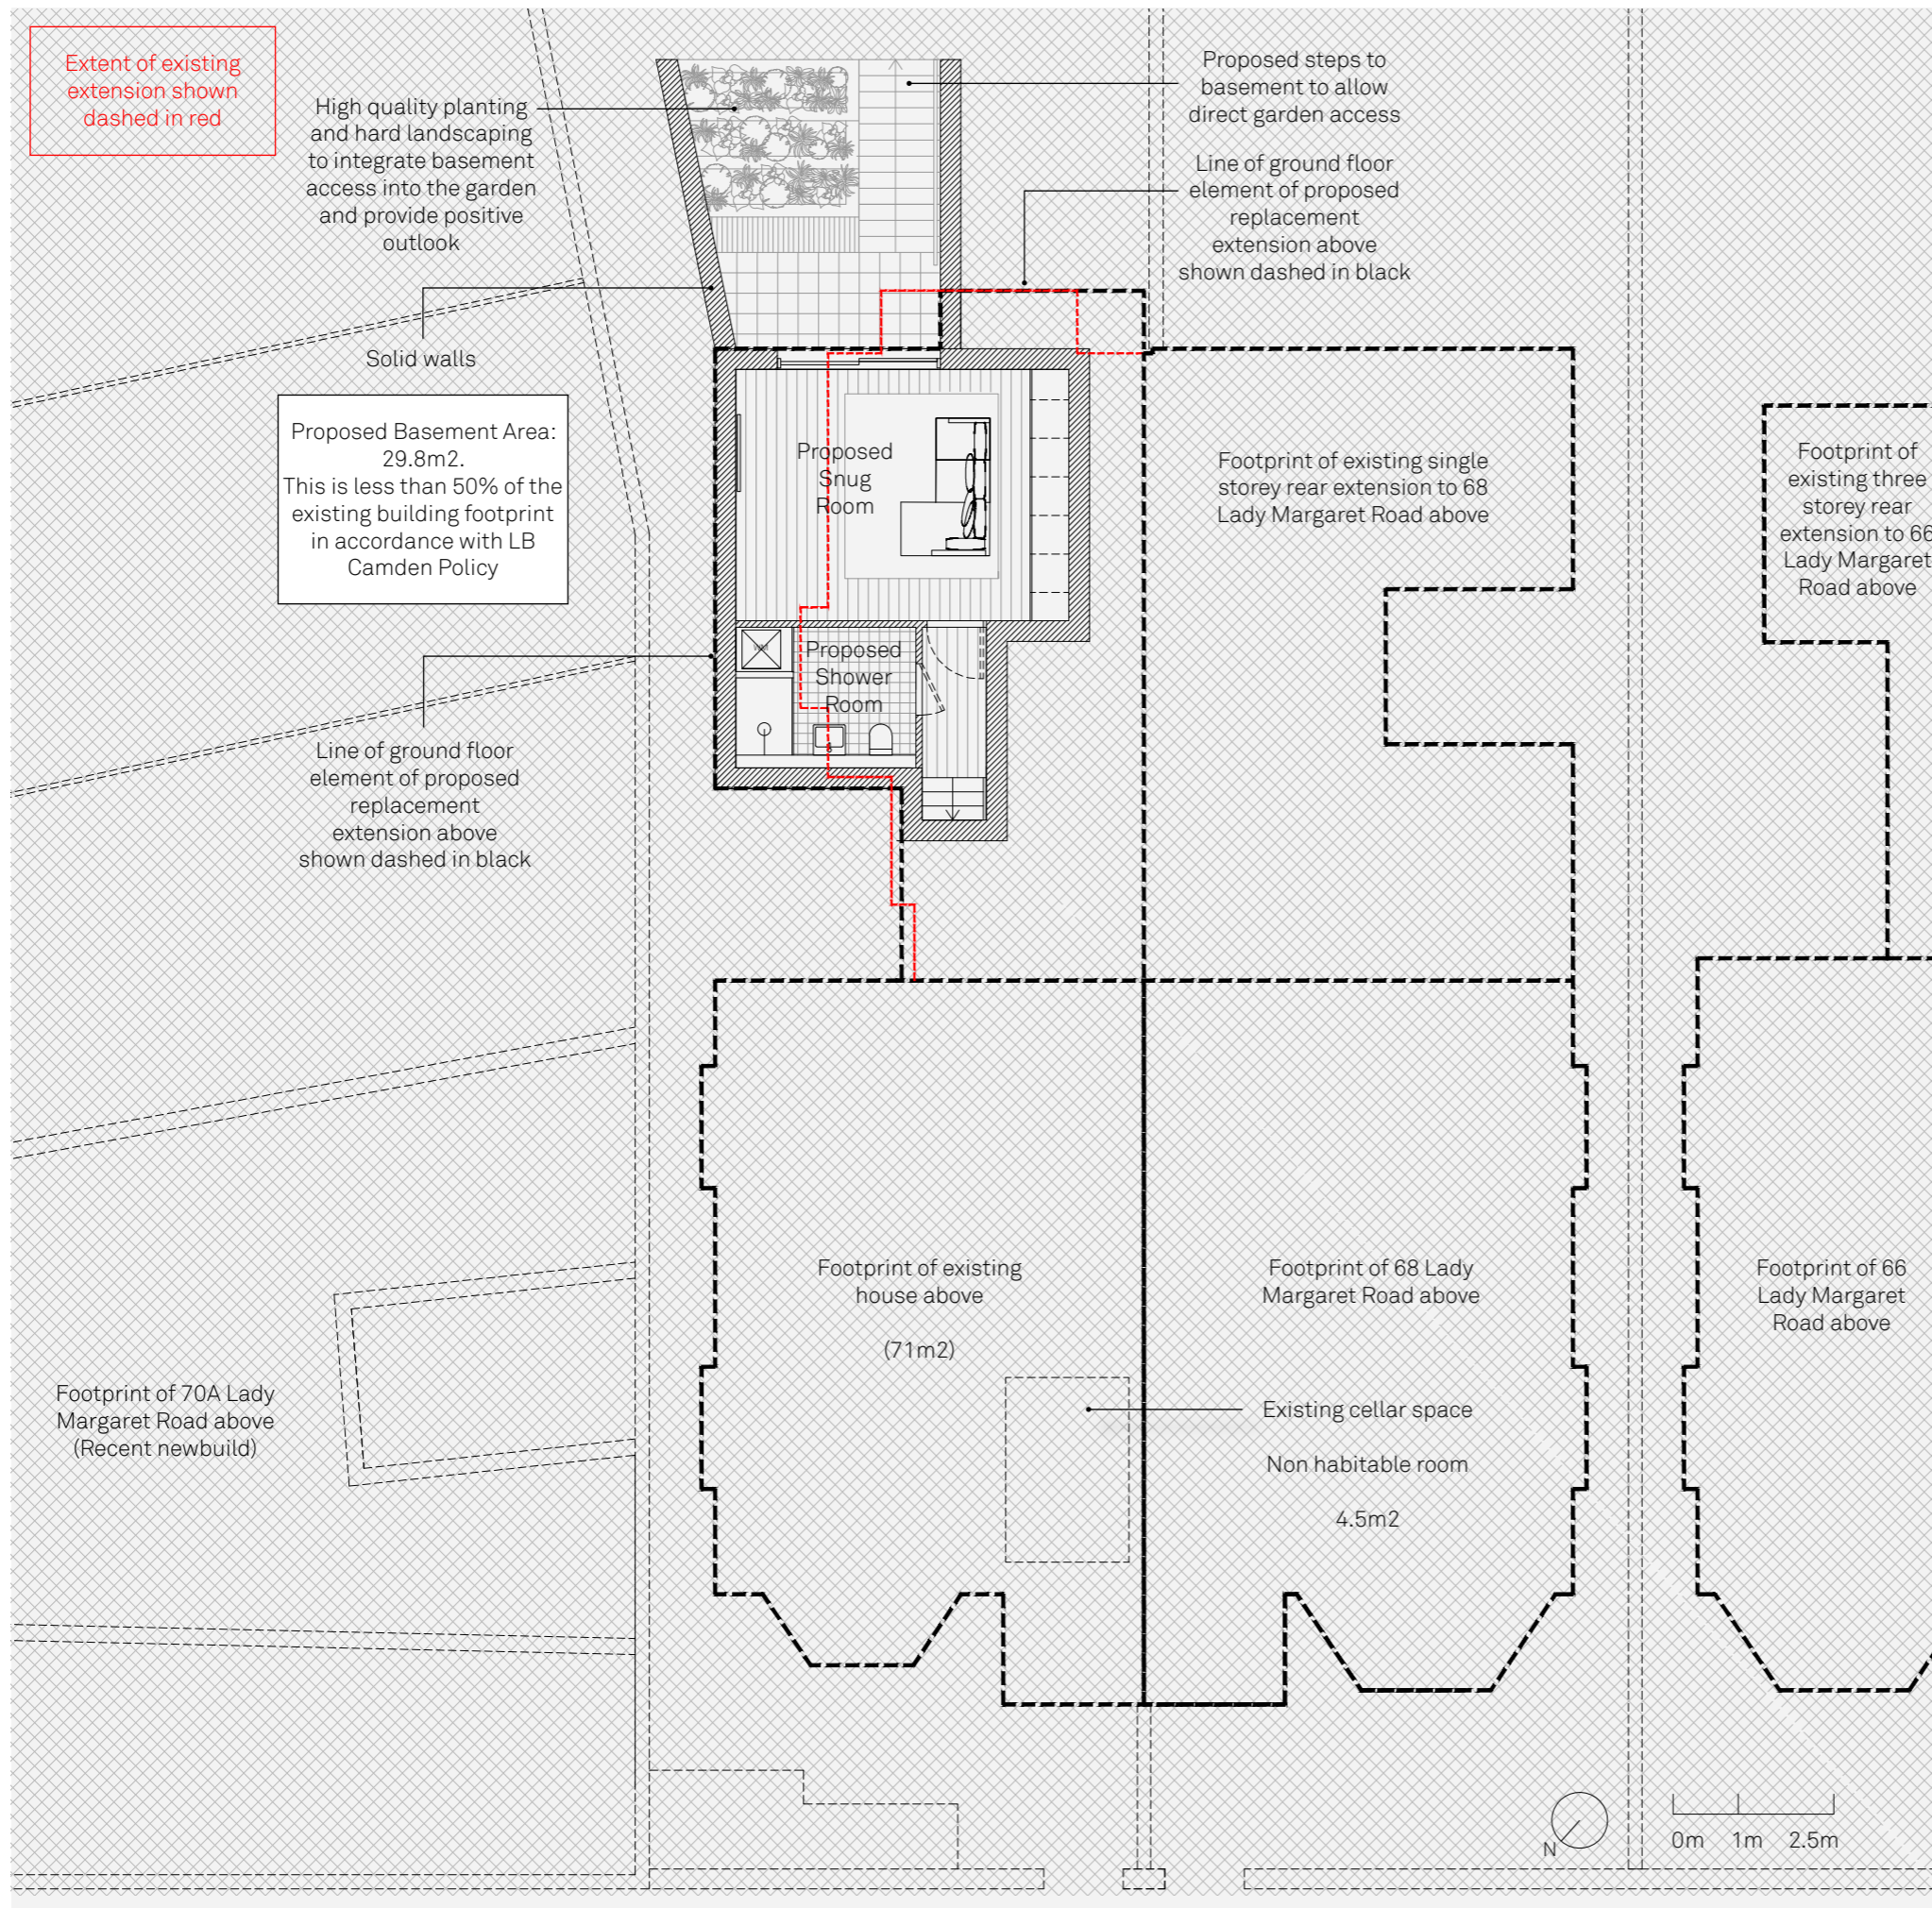 Extent of existing
extension shown
dashed in red
High quality planting
and hard landscaping
to integrate basement
access into the garden
and provide positive
outlook
Proposed steps to
basement to allow
direct garden access
Line of ground floor
element of proposed
replacement
extension above
shown dashed in black
Solid walls
Proposed Basement Area:
29.8m2.
This is less than 50% of the
existing building footprint
in accordance with LB
Camden Policy
Proposed
Snug
Room
Footprint of existing single
storey rear extension to 68
Lady Margaret Road above
Footprint of
existing three
storey rear
extension to 66
Lady Margaret
Road above
Proposed
Shower
Room
Line of ground floor
element of proposed
replacement
extension above
shown dashed in black
Footprint of existing
house above
(71m2)
Footprint of 68 Lady
Margaret Road above
Footprint of 66
Lady Margaret
Road above
Footprint of 70A Lady
Margaret Road above
(Recent newbuild)
Existing cellar space
Non habitable room
4.5m2
N
0m 1m 2.5m